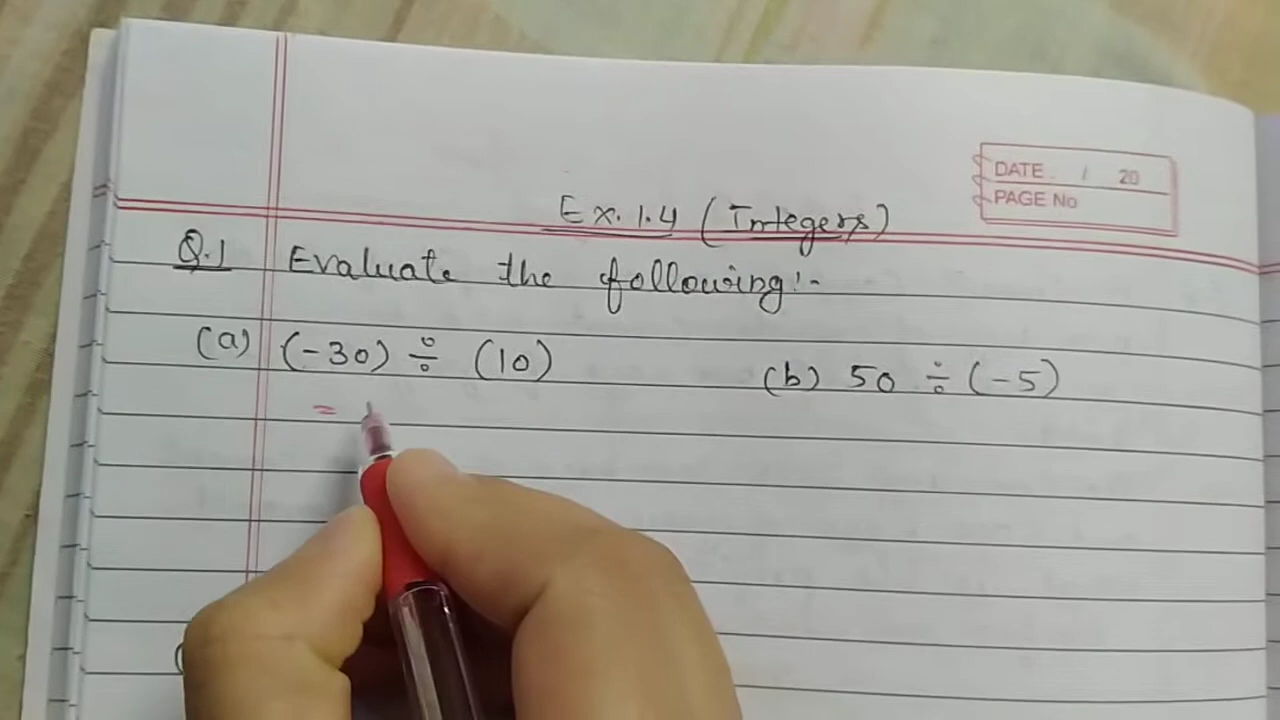 DATE. / 20
PAGE No
Ex. 1.4 (Integers)
Q.1 Evaluate the following:-
(a) (-30) ÷ (10) (b) 50 ÷ (-5)
=